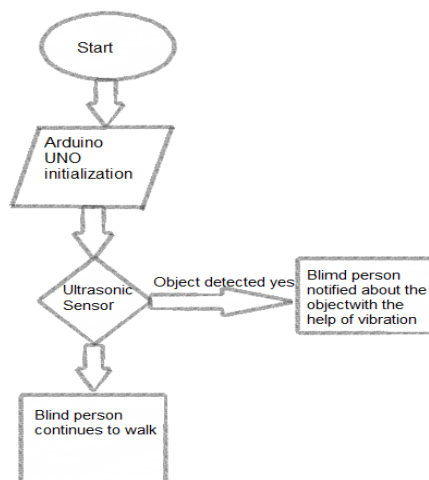 Start
Arduino
UNO
initialization
Ultrasonic
Sensor
Object detected yes
Blimd person
notified about the
objectwith the
help of vibration
Blind person
continues to walk